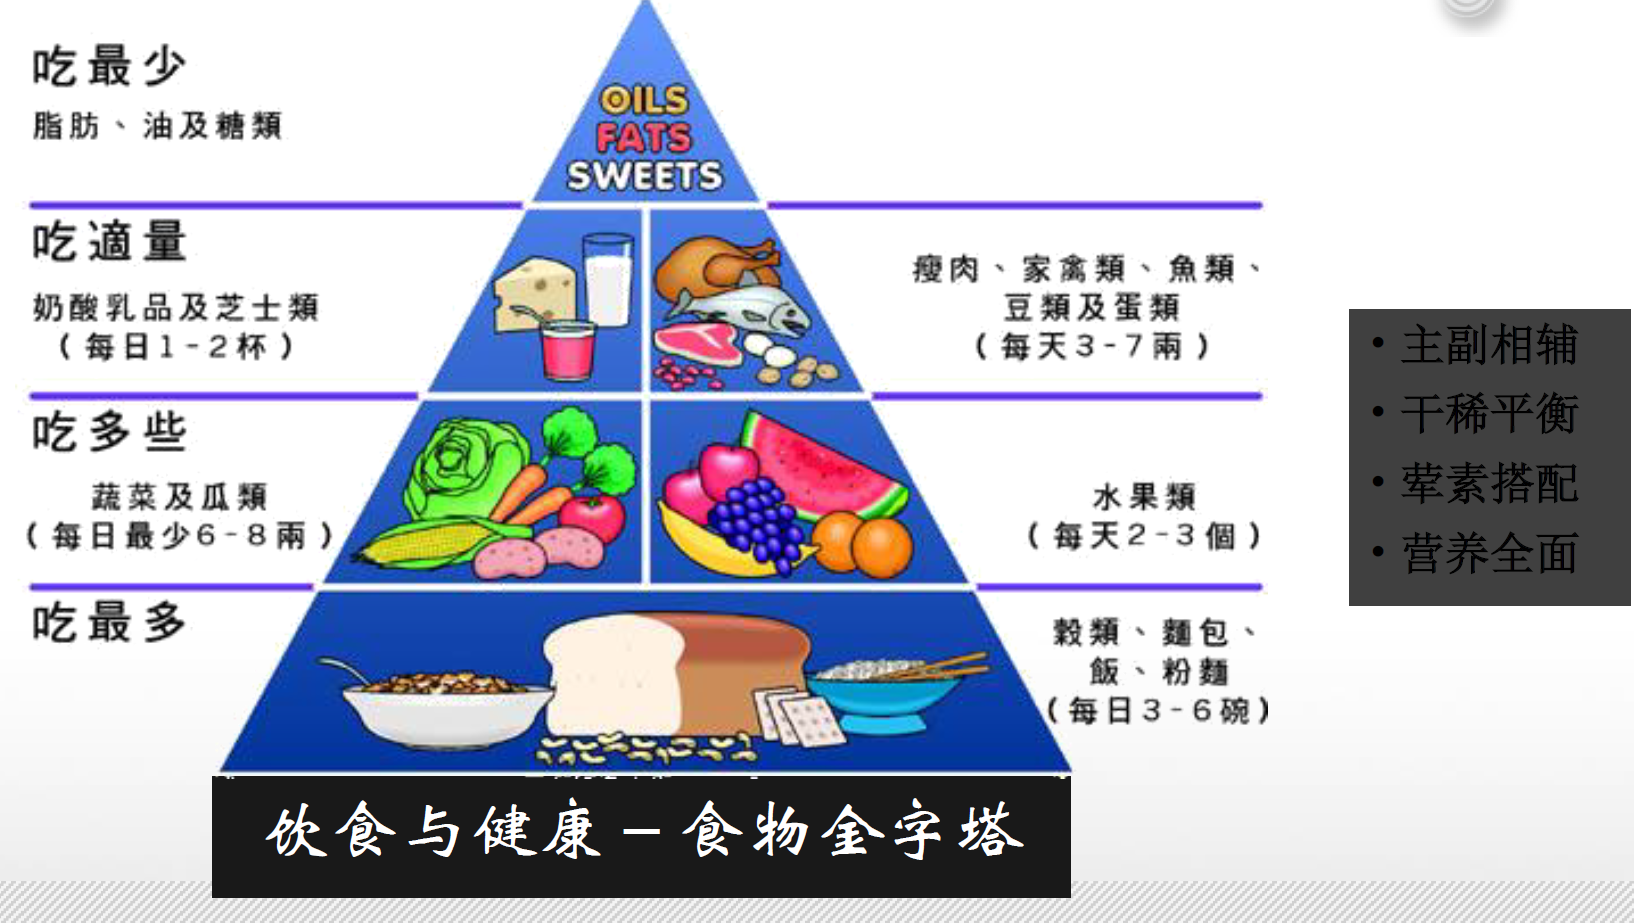 吃最少
脂肪、油及糖類
OILS
FATS
SWEETS
吃適量
奶酸乳品及芝士類
(每日1-2杯)
瘦肉、家禽類、魚類、
豆類及蛋類
(每天3-7兩)
吃多些
蔬菜及瓜類
(每日最少6-8兩)
水果類
(每天2-3個)
吃最多
穀類、麵包、
飯、粉麵
(每日3-6碗)
• 主副相辅
• 干稀平衡
• 荤素搭配
• 营养全面
饮食与健康－食物金字塔